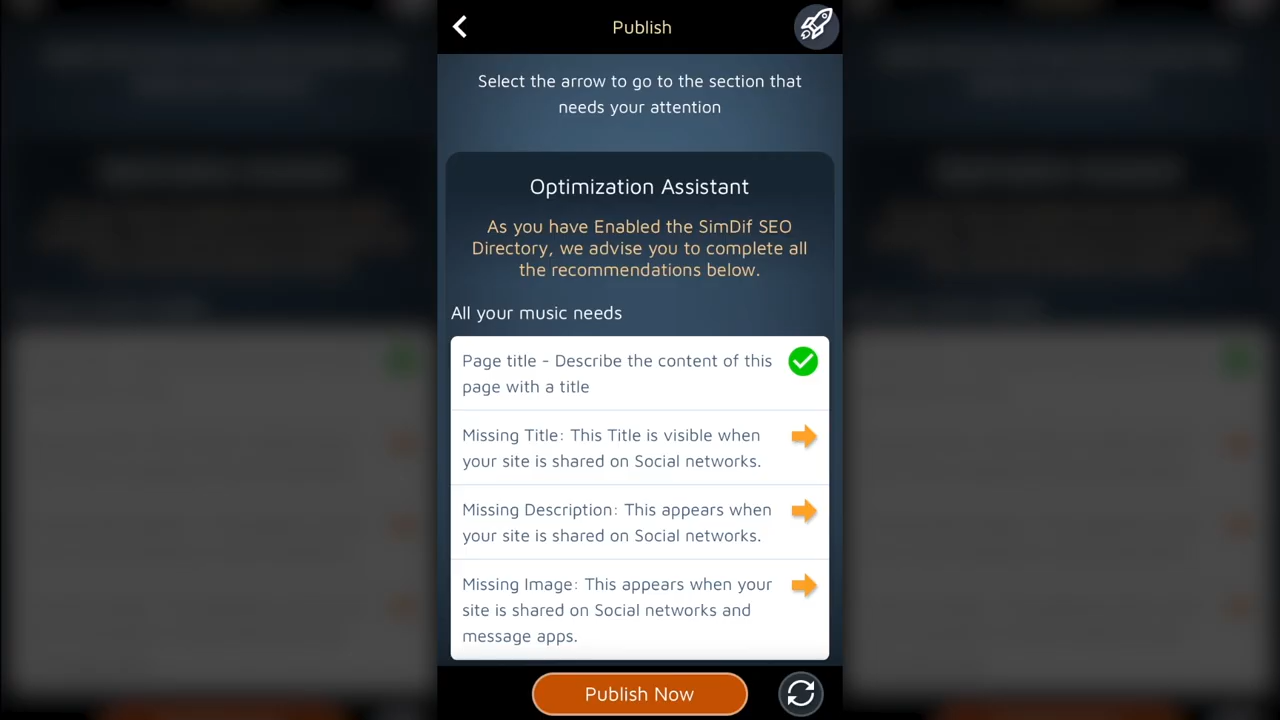 Publish
Select the arrow to go to the section that
needs your attention
Optimization Assistant
As you have Enabled the SimDif SEO
Directory, we advise you to complete all
the recommendations below.
All your music needs
Page title - Describe the content of this
page with a title
Missing Title: This Title is visible when
your site is shared on Social networks.
Missing Description: This appears when
your site is shared on Social networks.
Missing Image: This appears when your
site is shared on Social networks and
message apps.
Publish Now